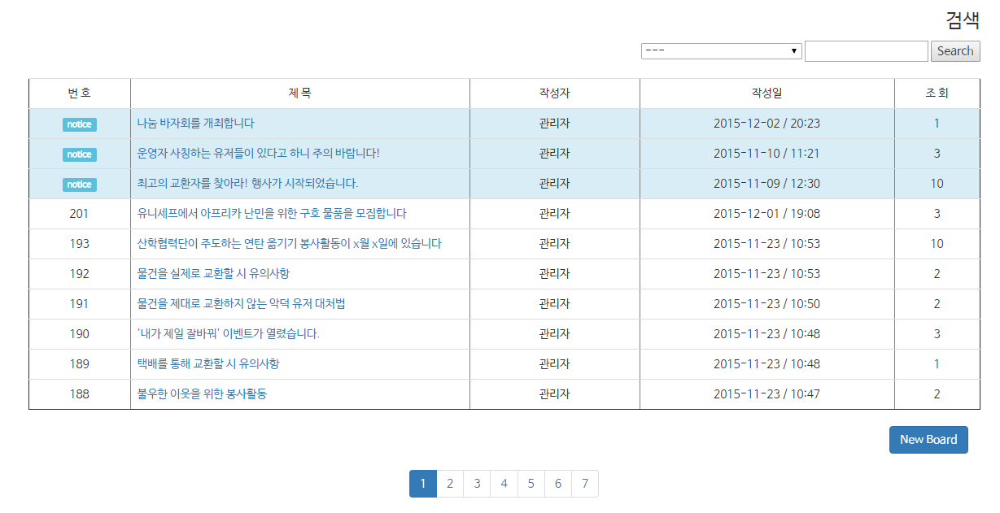 검색
--- Search
번 호 제 목 작성자 작성일 조 회
notice 나눔 바자회를 개최합니다 관리자 2015-12-02 / 20:23 1
notice 운영자 사칭하는 유저들이 있다고 하니 주의 바랍니다! 관리자 2015-11-10 / 11:21 3
notice 최고의 교환자를 찾아라! 행사가 시작되었습니다. 관리자 2015-11-09 / 12:30 10
201 유니세프에서 아프리카 난민을 위한 구호 물품을 모집합니다 관리자 2015-12-01 / 19:08 3
193 산학협력단이 주도하는 연탄 옮기기 봉사활동이 x월 x일에 있습니다 관리자 2015-11-23 / 10:53 10
192 물건을 실제로 교환할 시 유의사항 관리자 2015-11-23 / 10:53 2
191 물건을 제대로 교환하지 않는 악덕 유저 대처법 관리자 2015-11-23 / 10:50 2
190 '내가 제일 잘바꿔' 이벤트가 열렸습니다. 관리자 2015-11-23 / 10:48 3
189 택배를 통해 교환할 시 유의사항 관리자 2015-11-23 / 10:48 1
188 불우한 이웃을 위한 봉사활동 관리자 2015-11-23 / 10:47 2
New Board
1 2 3 4 5 6 7